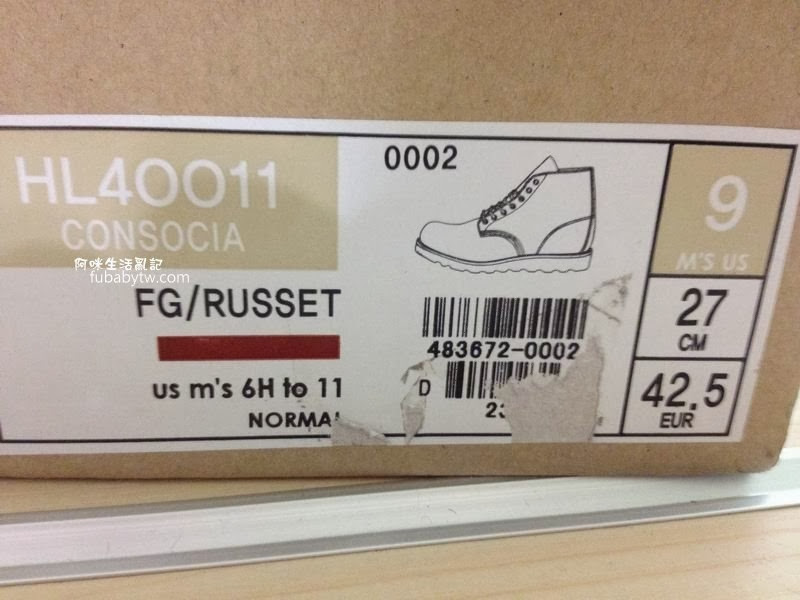 HL40011
CONSOCIA
阿咪生活亂記
fubabytw.com
FG/RUSSET
us m's 6H to 11
NORMAL
0002
483672-0002
D
9
M'S US
27
CM
42.5
EUR